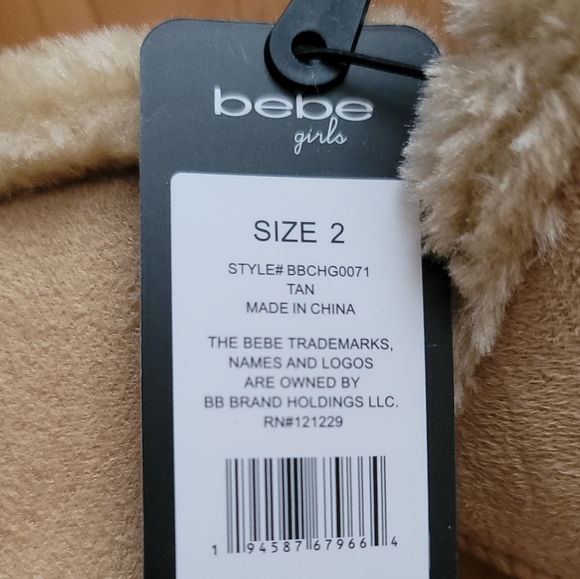 bebe
girls
SIZE 2
STYLE# BBCHG0071
TAN
MADE IN CHINA
THE BEBE TRADEMARKS,
NAMES AND LOGOS
ARE OWNED BY
BB BRAND HOLDINGS LLC.
RN#121229
1 94587 67966 4